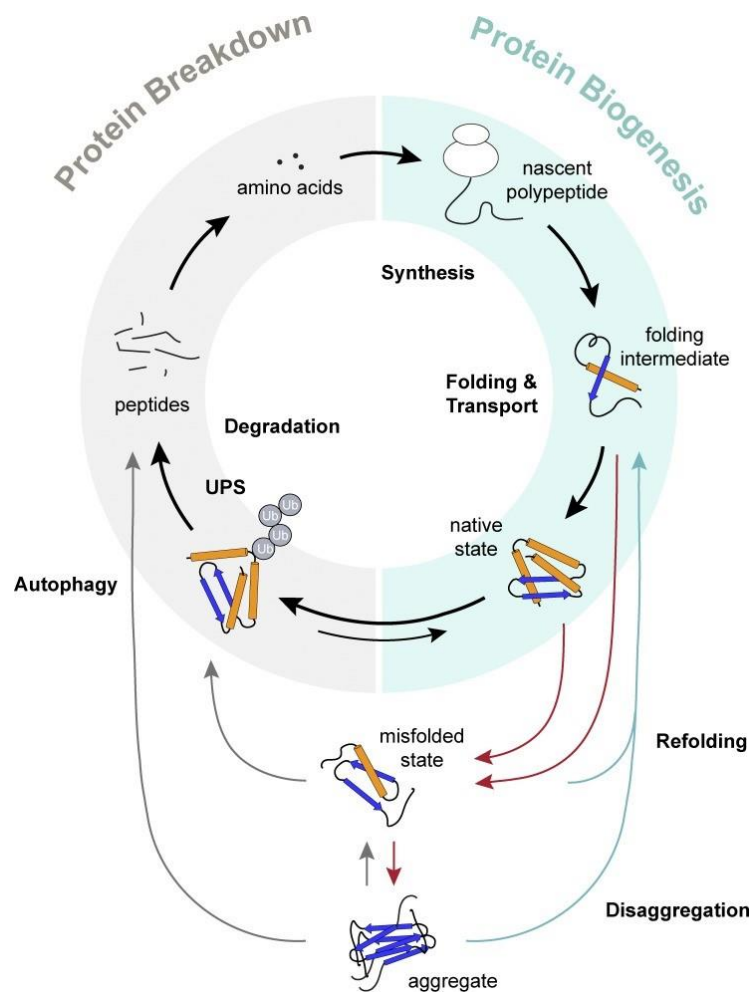 Protein Breakdown
Protein Biogenesis
amino acids
nascent
polypeptide
Synthesis
folding
intermediate
Folding &
Transport
peptides
Degradation
UPS
Ub
Ub
Ub
Ub
native
state
Autophagy
misfolded
state
Refolding
Disaggregation
aggregate